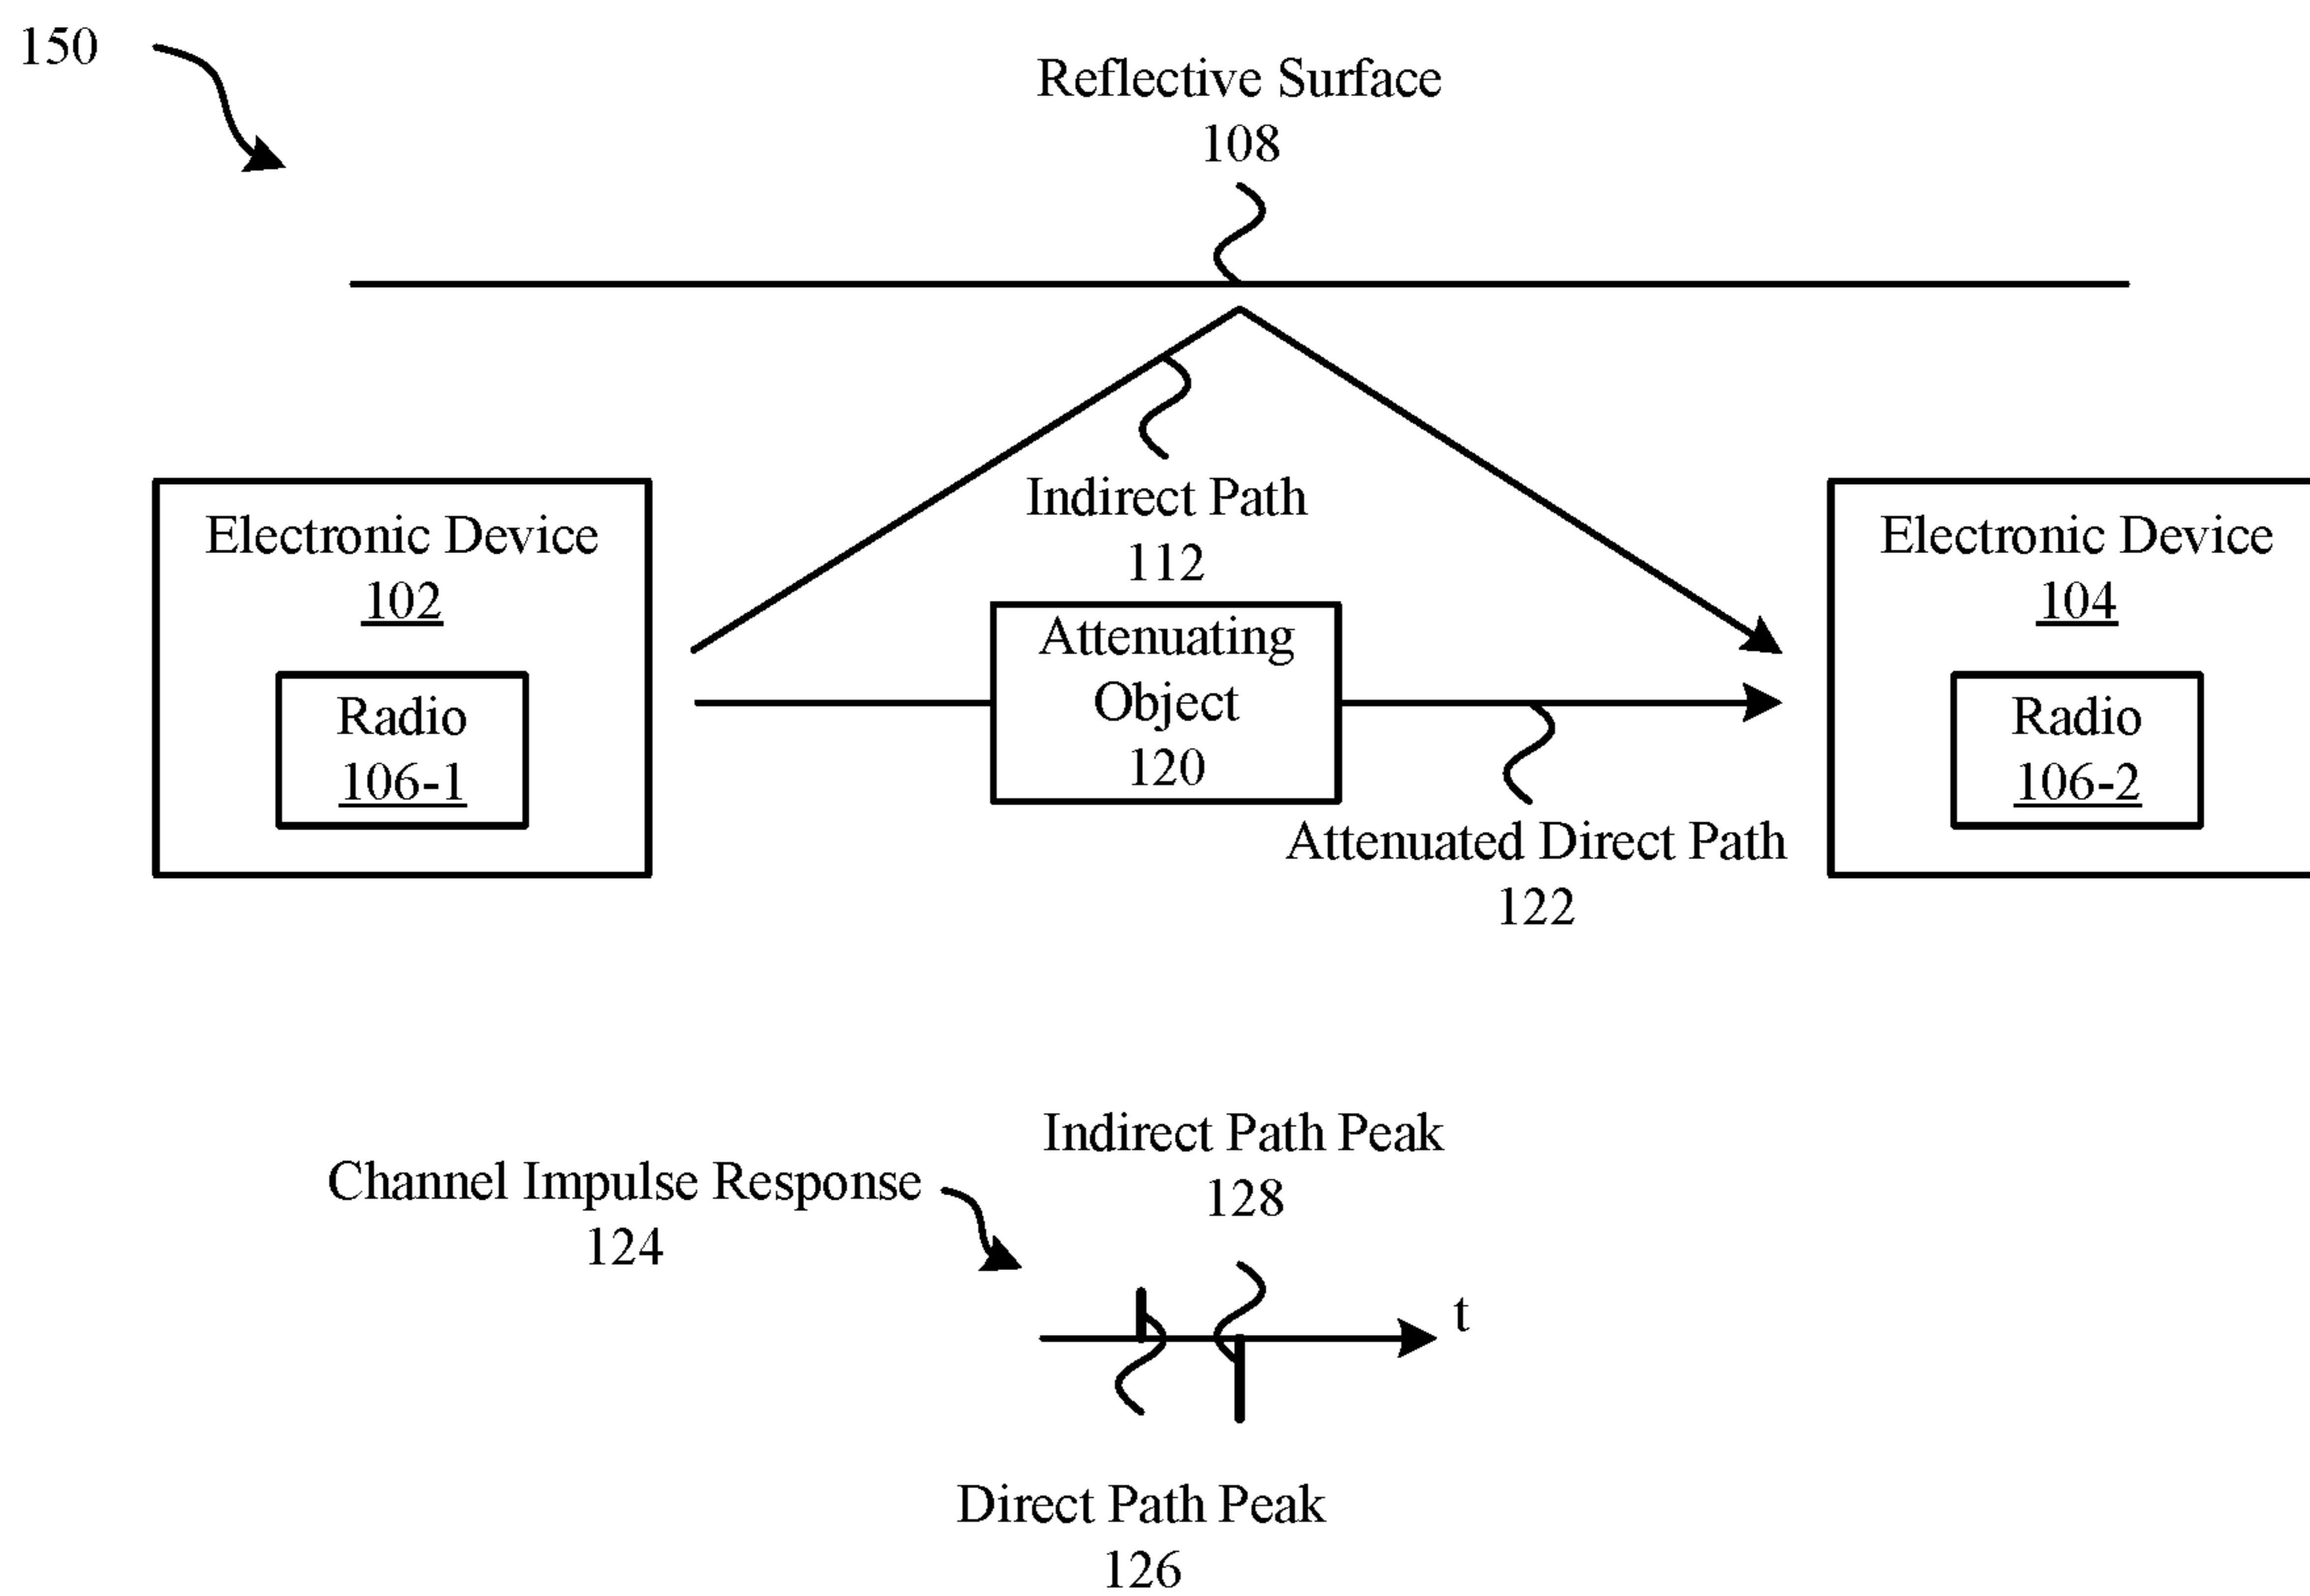 150
Reflective Surface
108
Indirect Path
112
Electronic Device
102
Radio
106-1
Attenuating
Object
120
Electronic Device
104
Radio
106-2
Attenuated Direct Path
122
Indirect Path Peak
128
Channel Impulse Response
124
t
Direct Path Peak
126